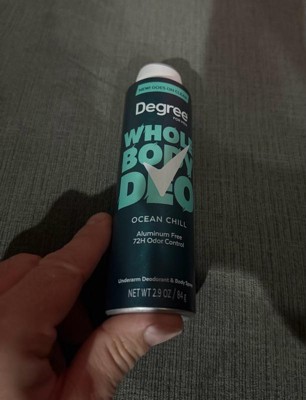 Degree
WHOLE
BODY
DEO
OCEAN CHILL
Aluminum Free
72H Odor Control
Underarm Deodorant & Body Spray
NET WT 2.9 OZ / 84 g